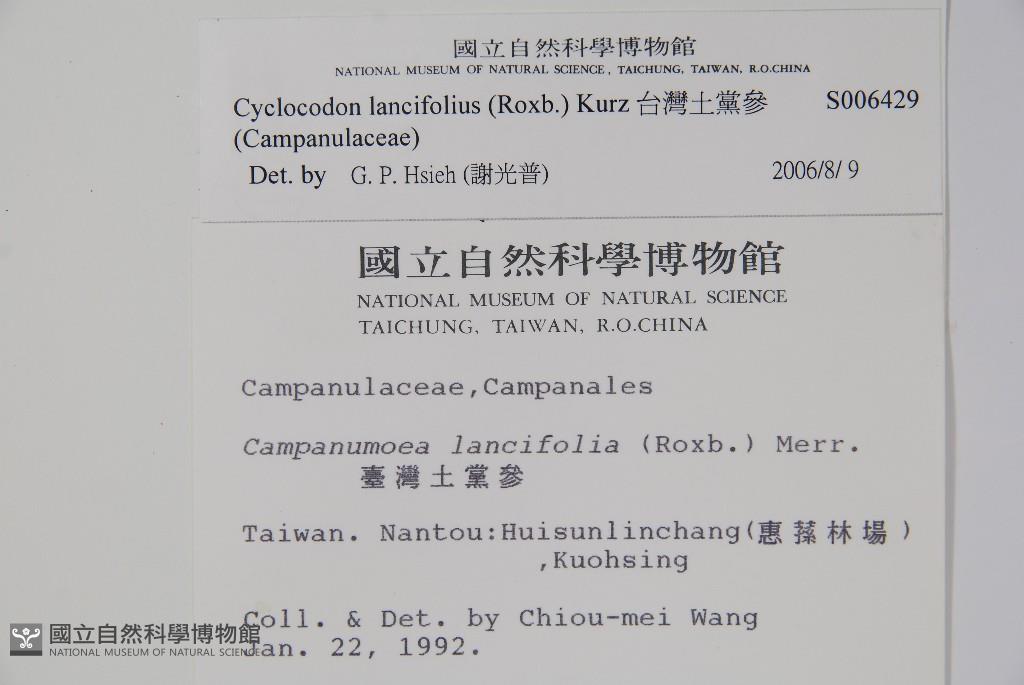 國立自然科學博物館
NATIONAL MUSEUM OF NATURAL SCIENCE, TAICHUNG, TAIWAN, R.O.CHINA
Cyclocodon lancifolius (Roxb.) Kurz 台灣土黨參 S006429
(Campanulaceae)
Det. by G. P. Hsieh (謝光普) 2006/8/ 9
國立自然科學博物館
NATIONAL MUSEUM OF NATURAL SCIENCE
TAICHUNG, TAIWAN, R.O.CHINA
Campanulaceae,Campanales
Campanumoea lancifolia (Roxb.) Merr.
臺灣土黨參
Taiwan. Nantou:Huisunlinchang(惠蓀林場)
,Kuohsing
Coll. & Det. by Chiou-mei Wang
Jan. 22, 1992.
國立自然科學博物館
NATIONAL MUSEUM OF NATURAL SCIENCE